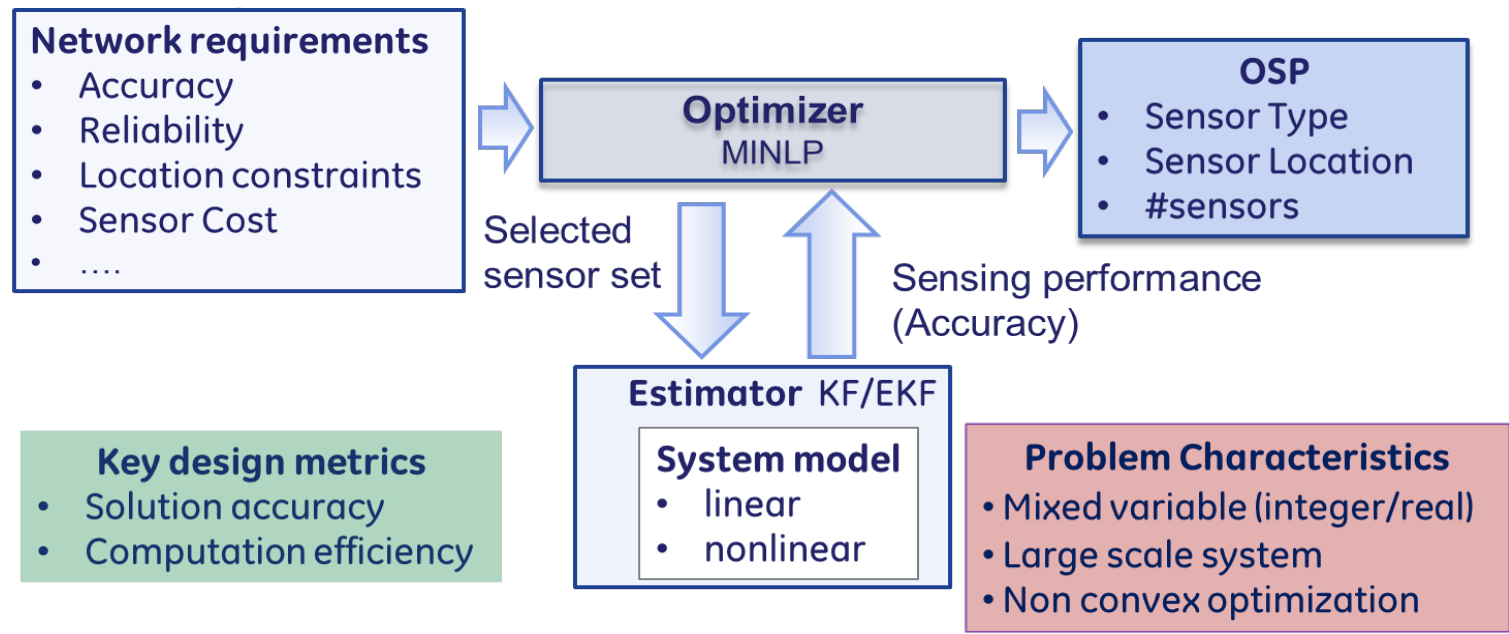 Network requirements
• Accuracy
• Reliability
• Location constraints
• Sensor Cost
• ....
Optimizer
MINLP
OSP
• Sensor Type
• Sensor Location
• #sensors
Selected
sensor set
Sensing performance
(Accuracy)
Estimator KF/EKF
System model
• linear
• nonlinear
Key design metrics
• Solution accuracy
• Computation efficiency
Problem Characteristics
• Mixed variable (integer/real)
• Large scale system
• Non convex optimization